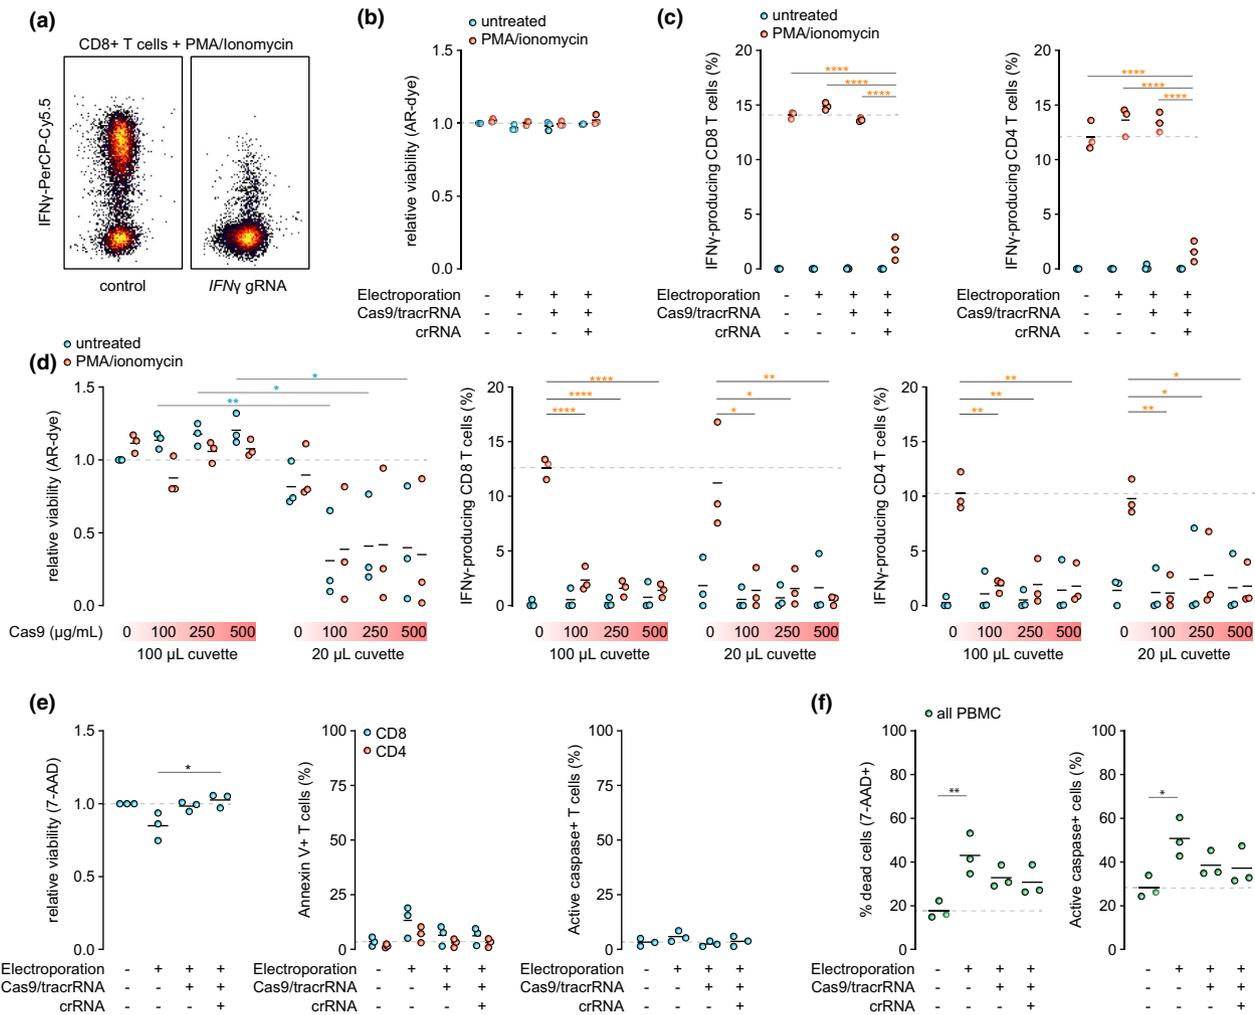 (a)
CD8+ T cells + PMA/Ionomycin
IFNγ-PerCP-Cy5.5
control
IFNγ gRNA
(b)
untreated
PMA/ionomycin
relative viability (AR-dye)
1.5
1.0
0.5
0.0
Electroporation - + + +
Cas9/tracrRNA - - + +
crRNA - - - +
(c)
untreated
PMA/ionomycin
IFNγ-producing CD8 T cells (%)
20
15
10
5
0
****
****
****
Electroporation - + + +
Cas9/tracrRNA - - + +
crRNA - - - +
IFNγ-producing CD4 T cells (%)
20
15
10
5
0
****
****
****
- + + +
- - + +
- - - +
(d)
untreated
PMA/ionomycin
relative viability (AR-dye)
1.5
1.0
0.5
0.0
*
*
**
Cas9 (µg/mL) 0 100 250 500 0 100 250 500
100 µL cuvette 20 µL cuvette
IFNγ-producing CD8 T cells (%)
20
15
10
5
0
****
****
****
**
*
*
0 100 250 500 0 100 250 500
100 µL cuvette 20 µL cuvette
IFNγ-producing CD4 T cells (%)
20
15
10
5
0
**
**
**
*
*
**
0 100 250 500 0 100 250 500
100 µL cuvette 20 µL cuvette
(e)
relative viability (7-AAD)
1.5
1.0
0.5
0.0
*
Electroporation - + + +
Cas9/tracrRNA - - + +
crRNA - - - +
CD8
CD4
Annexin V+ T cells (%)
100
75
50
25
0
Electroporation - + + +
Cas9/tracrRNA - - + +
crRNA - - - +
Active caspase+ T cells (%)
100
75
50
25
0
Electroporation - + + +
Cas9/tracrRNA - - + +
crRNA - - - +
(f)
all PBMC
% dead cells (7-AAD+)
100
80
60
40
20
0
**
Electroporation - + + +
Cas9/tracrRNA - - + +
crRNA - - - +
Active caspase+ cells (%)
100
80
60
40
20
0
*
- + + +
- - + +
- - - +